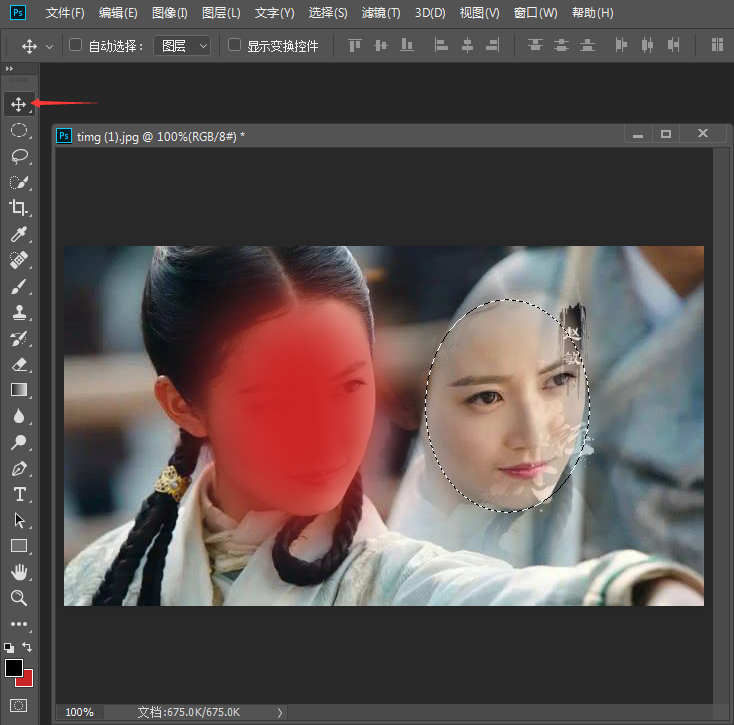 Ps 文件(F) 编辑(E) 图像(I) 图层(L) 文字(Y) 选择(S) 滤镜(T) 3D(D) 视图(V) 窗口(W) 帮助(H)
自动选择： 图层 显示变换控件
Ps timg (1).jpg @ 100%(RGB/8#) *
赵
敏
100% 文档:675.0K/675.0K